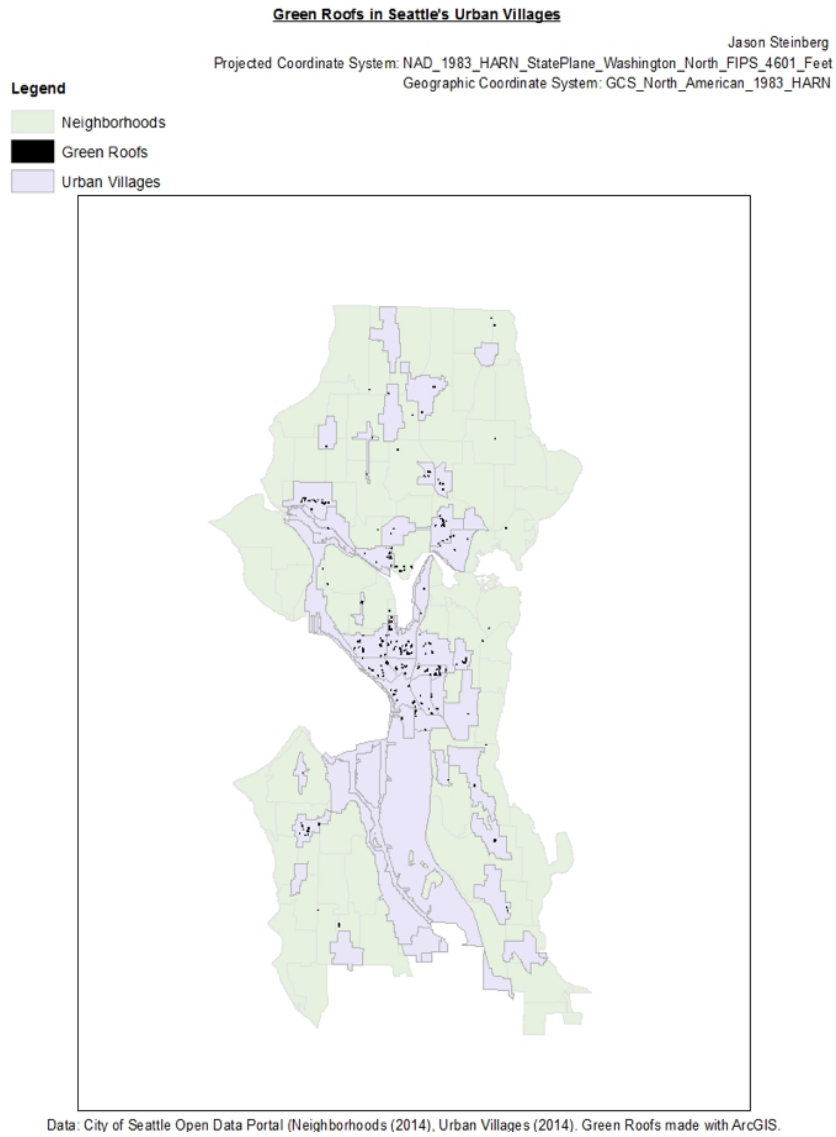 Green Roofs in Seattle's Urban Villages
Jason Steinberg
Projected Coordinate System: NAD_1983_HARN_StatePlane_Washington_North_FIPS_4601_Feet
Geographic Coordinate System: GCS_North_American_1983_HARN
Legend
Neighborhoods
Green Roofs
Urban Villages
Data: City of Seattle Open Data Portal (Neighborhoods (2014), Urban Villages (2014). Green Roofs made with ArcGIS.